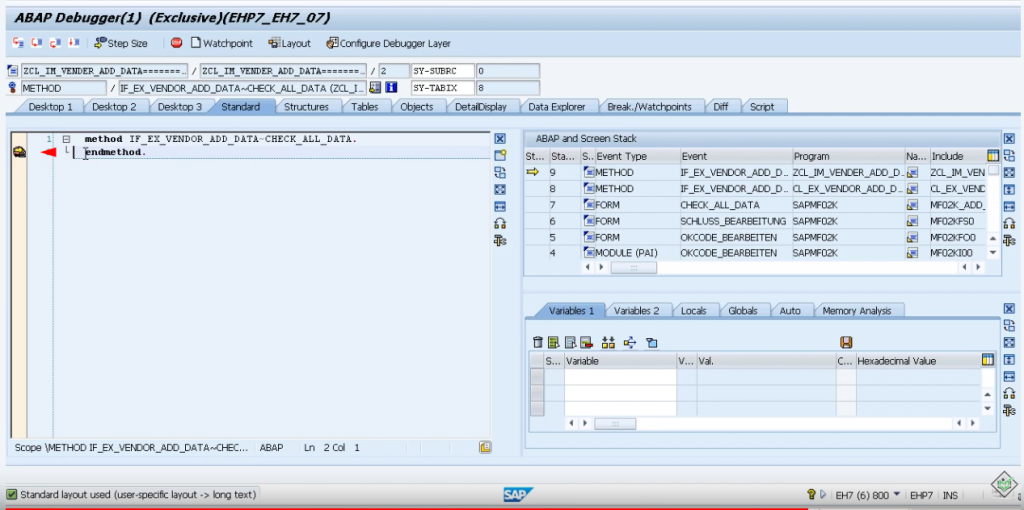 ABAP Debugger(1) (Exclusive)(EHP7_EH7_07)
Step Size Watchpoint Layout Configure Debugger Layer
ZCL_IM_VENDER_ADD_DATA=======.. / ZCL_IM_VENDER_ADD_DATA=======.. / 2 SY-SUBRC 0
METHOD / IF_EX_VENDOR_ADD_DATA~CHECK_ALL_DATA (ZCL_I... SY-TABIX 8
Desktop 1 Desktop 2 Desktop 3 Standard Structures Tables Objects DetailDisplay Data Explorer Break./Watchpoints Diff Script
1 method IF_EX_VENDOR_ADD_DATA~CHECK_ALL_DATA.
endmethod.
Scope \METHOD IF_EX_VENDOR_ADD_DATA~CHEC... ABAP Ln 2 Col 1
ABAP and Screen Stack
St... Sta... S.. Event Type Event Program Na... Include
9 METHOD IF_EX_VENDOR_ADD_D.. ZCL_IM_VENDER_ADD_D.. ZCL_IM_VEN
8 METHOD IF_EX_VENDOR_ADD_D.. CL_EX_VENDOR_ADD_D.. CL_EX_VEND
7 FORM CHECK_ALL_DATA SAPMF02K MF02K_ADD_
6 FORM SCHLUSS_BEARBEITUNG SAPMF02K MF02KFS0
5 FORM OKCODE_BEARBEITEN SAPMF02K MF02KFO0
4 MODULE (PAI) OKCODE_BEARBEITEN SAPMF02K MF02KI00
Variables 1 Variables 2 Locals Globals Auto Memory Analysis
S... Variable V... Val. C... Hexadecimal Value
Standard layout used (user-specific layout -> long text) SAP EH7 (6) 800 EHP7 INS